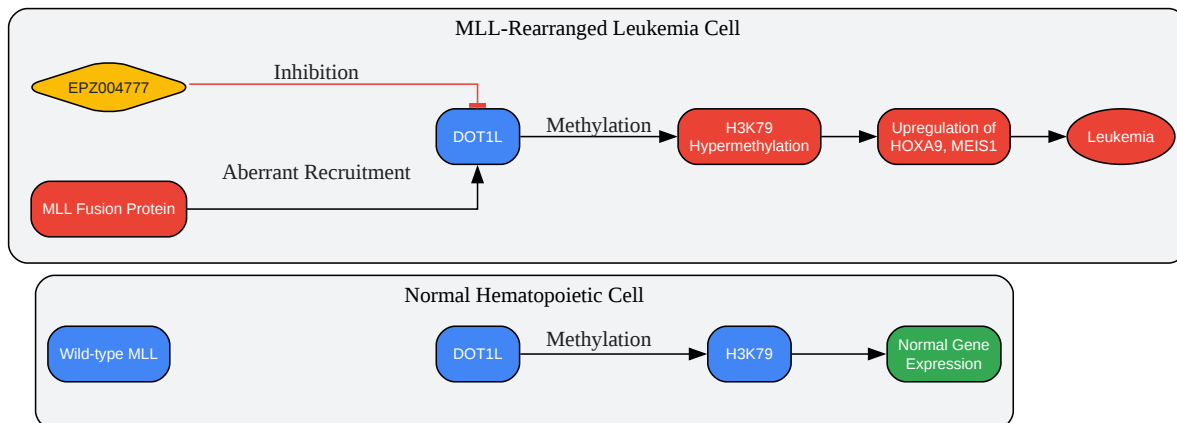 MLL-Rearranged Leukemia Cell
EPZ004777
Inhibition
DOT1L
Methylation
H3K79
Hypermethylation
Upregulation of
HOXA9, MEIS1
Leukemia
Aberrant Recruitment
MLL Fusion Protein
Normal Hematopoietic Cell
Wild-type MLL
DOT1L
Methylation
H3K79
Normal Gene
Expression